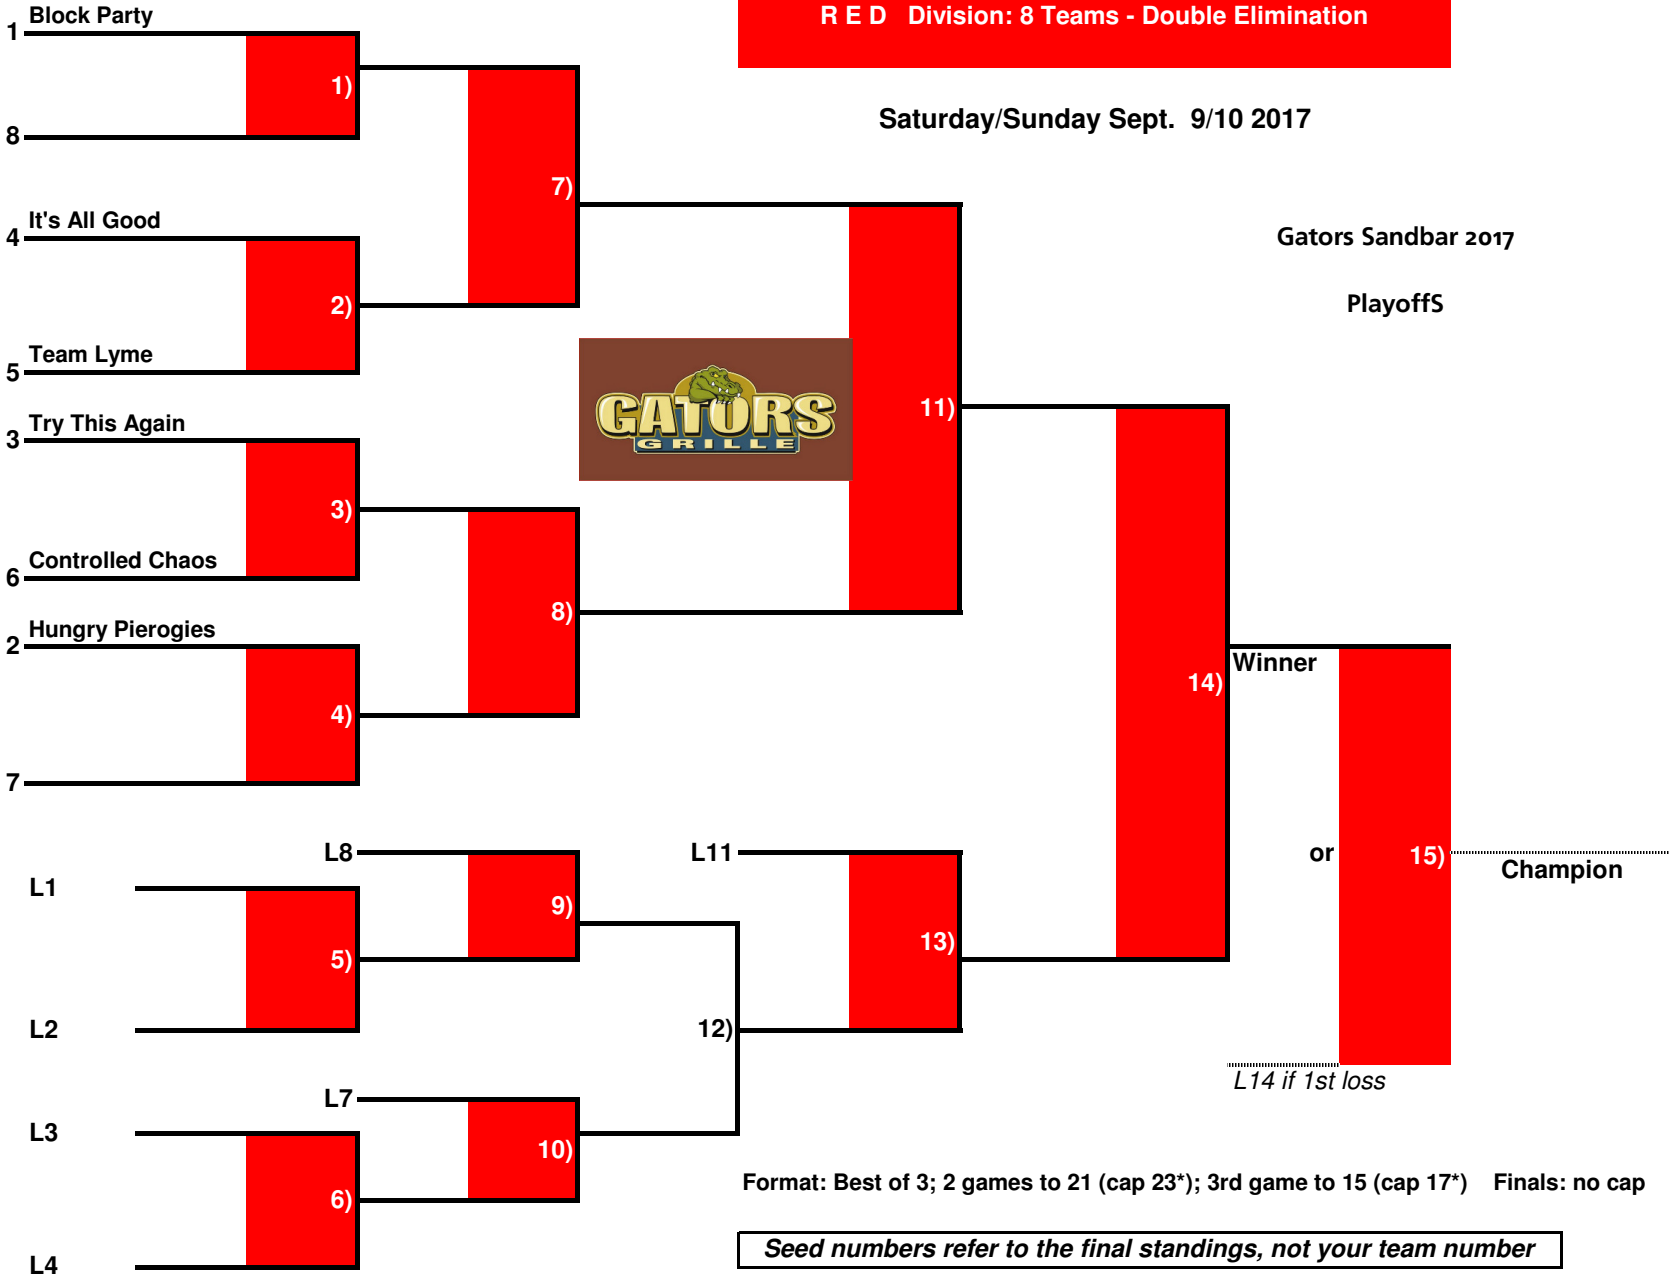 R E D Division: 8 Teams - Double Elimination
Saturday/Sunday Sept. 9/10 2017
Gators Sandbar 2017
PlayoffS
Block Party
1
1)
8
7)
It's All Good
4
2)
Team Lyme
5
Try This Again
3
3)
Controlled Chaos
6
8)
Hungry Pierogies
2
4)
7
GATORS
GRILLE
11)
14)
Winner
or
15)
Champion
L14 if 1st loss
L8
L11
L1
9)
5)
13)
L2
12)
L7
L3
10)
6)
L4
Format: Best of 3; 2 games to 21 (cap 23*); 3rd game to 15 (cap 17*) Finals: no cap
Seed numbers refer to the final standings, not your team number